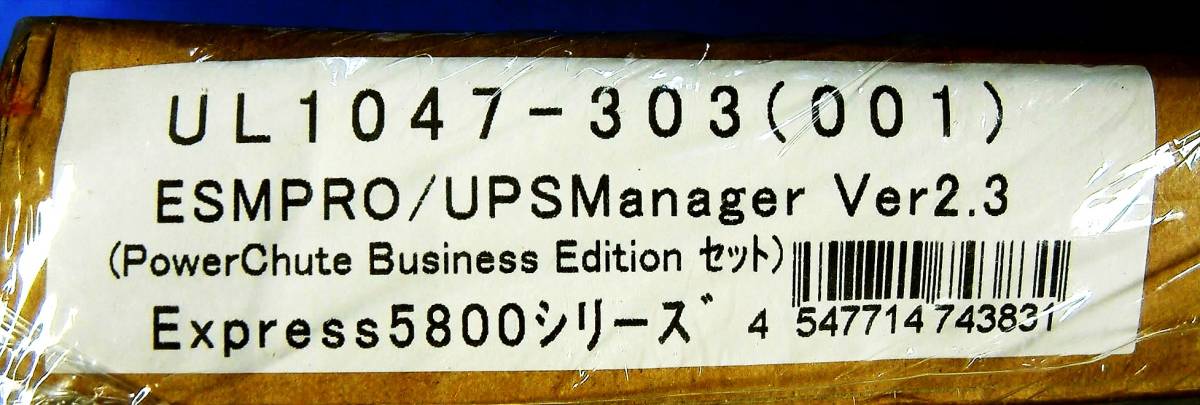 UL1047-303(001)
ESMPRO/UPSManager Ver2.3
(PowerChute Business Edition セット)
Express5800シリーズ
4 547714 743831